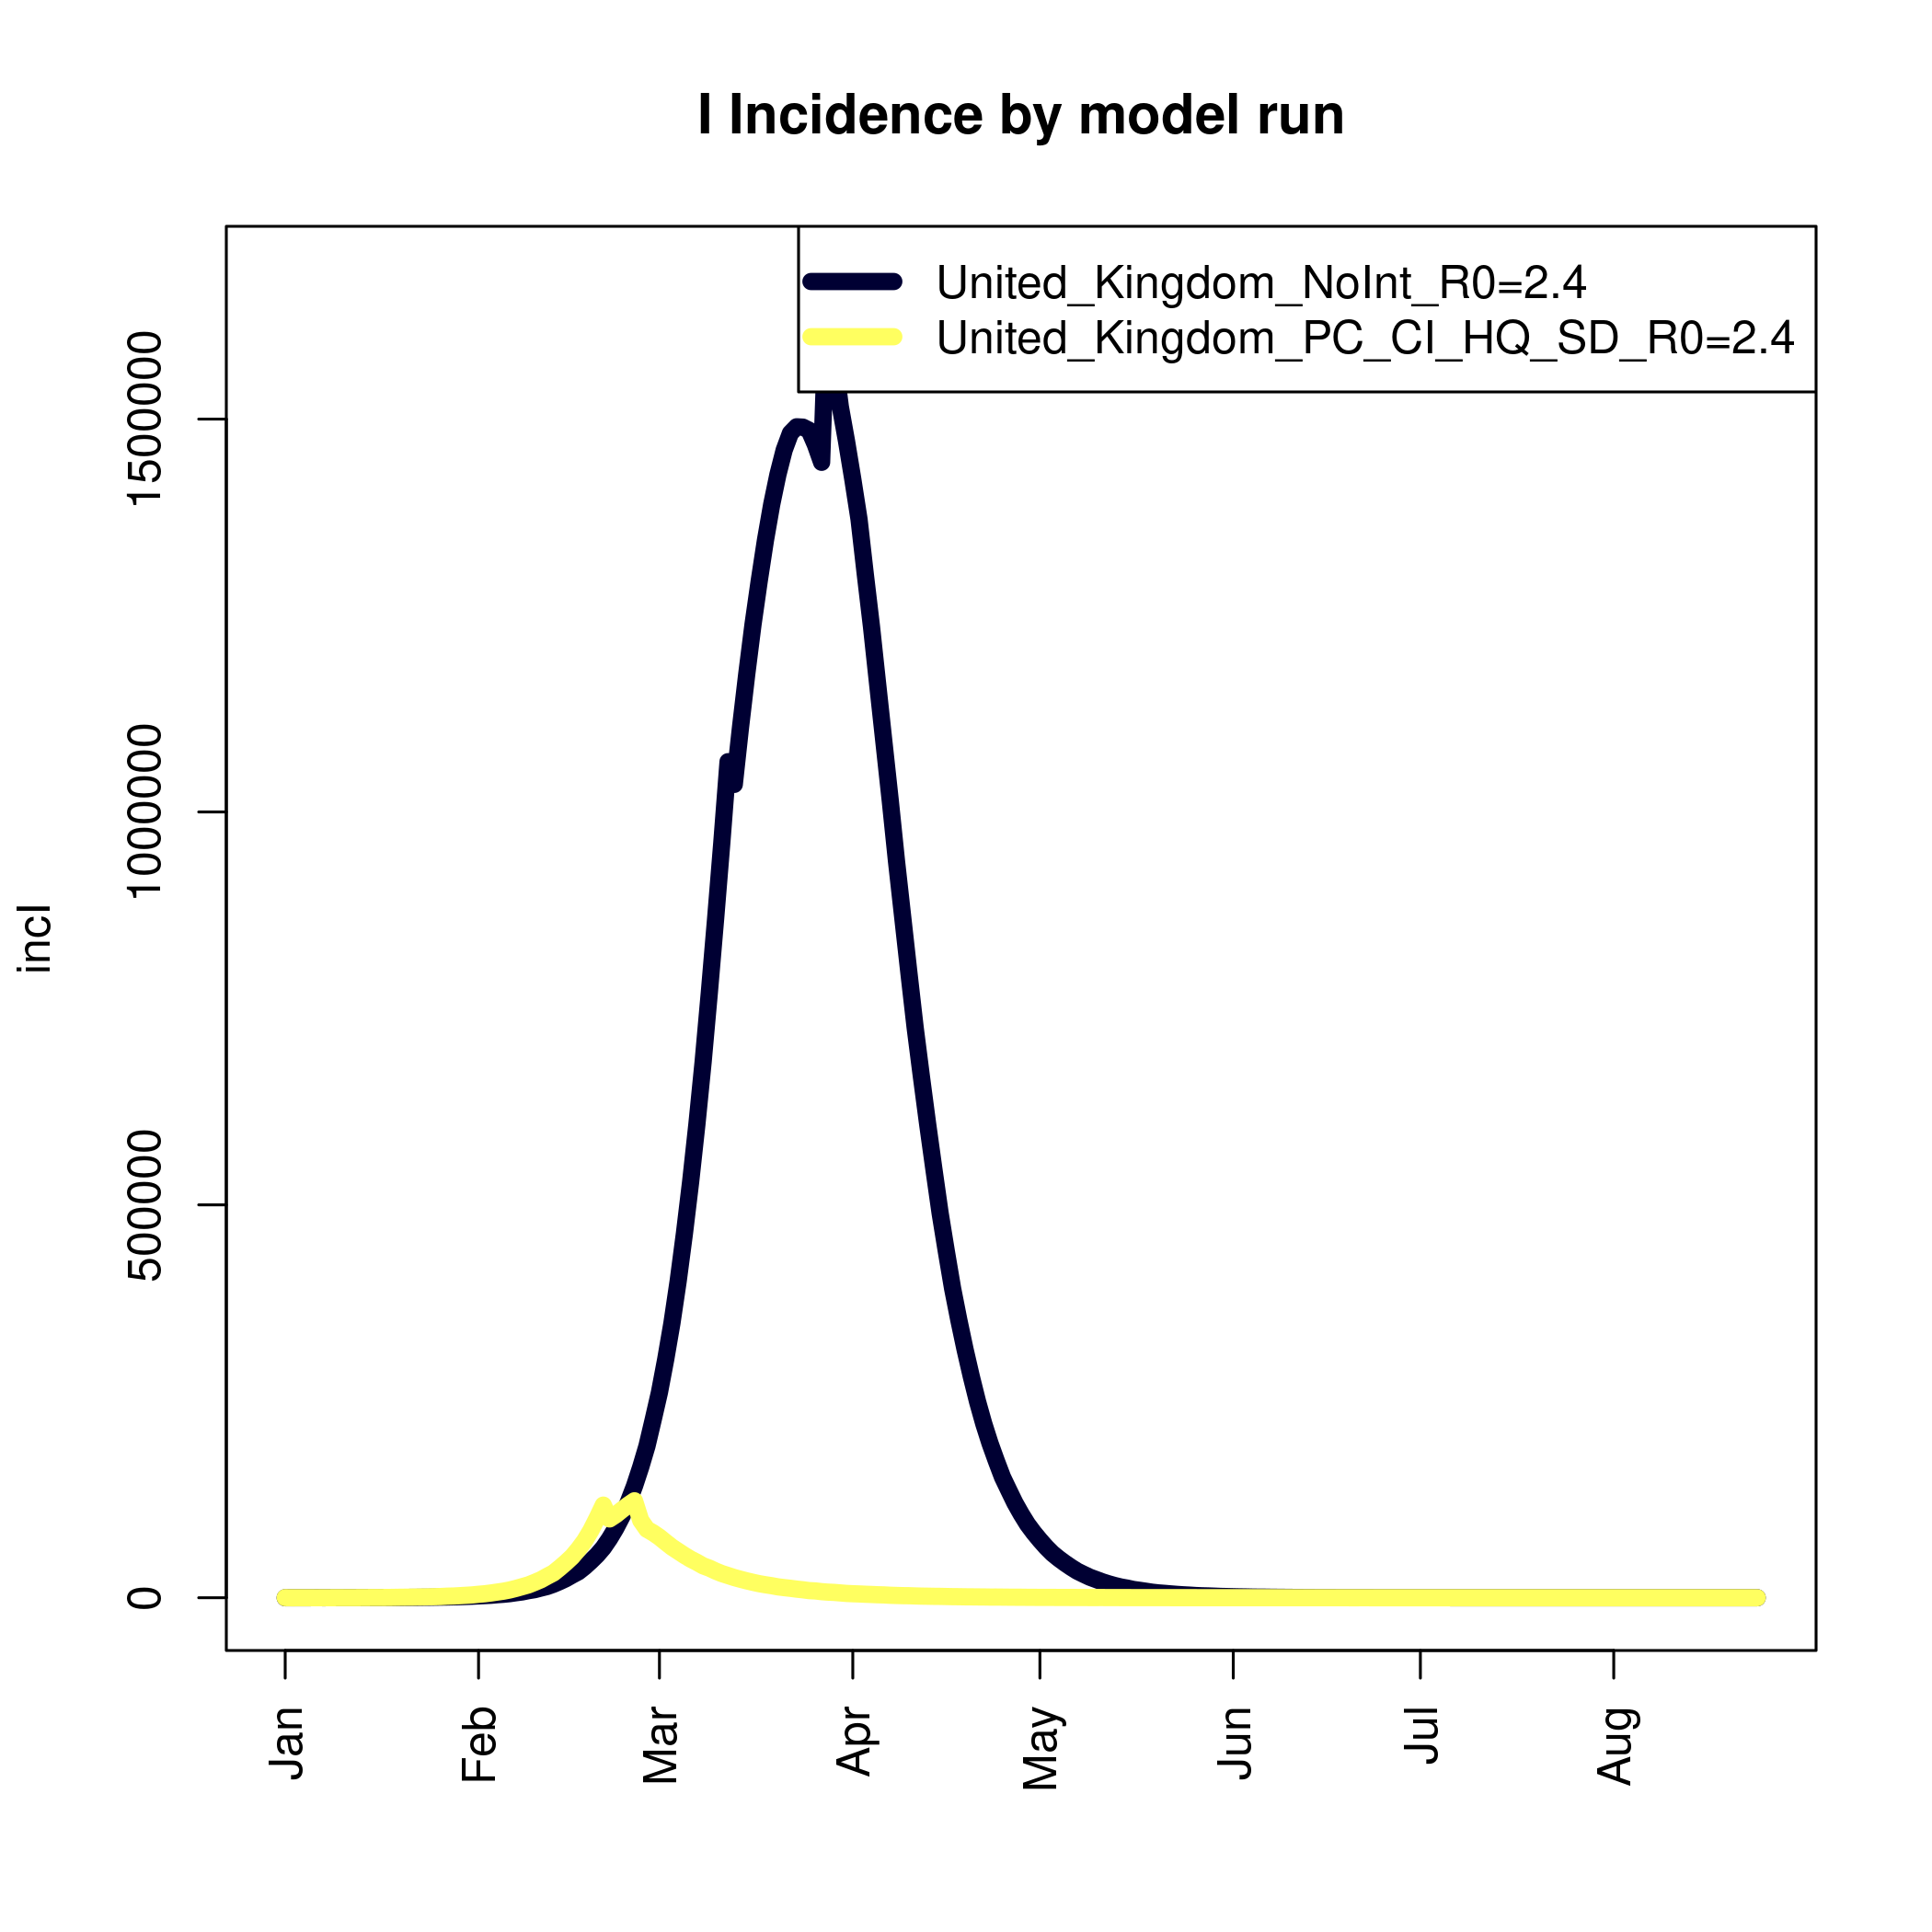 I Incidence by model run
United_Kingdom_NoInt_R0=2.4
United_Kingdom_PC_CI_HQ_SD_R0=2.4
incI
1500000
1000000
500000
0
Jan
Feb
Mar
Apr
May
Jun
Jul
Aug